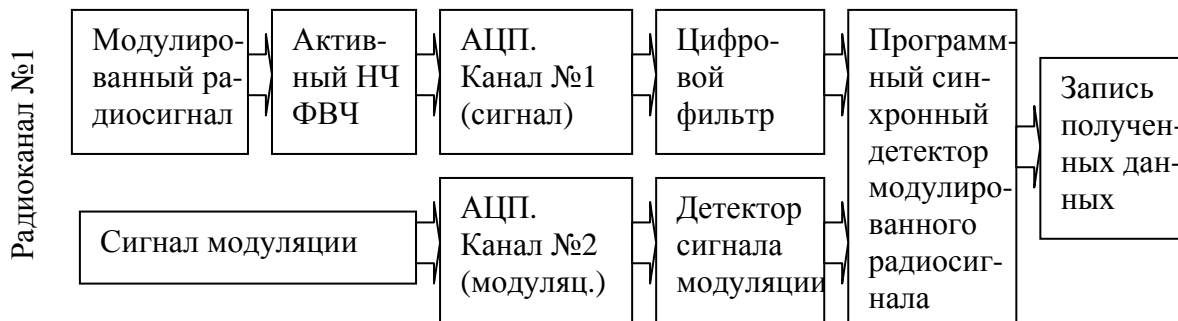 Радиоканал №1
Модулиро-
ванный ра-
диосигнал
Актив-
ный НЧ
ФВЧ
АЦП.
Канал №1
(сигнал)
Цифро-
вой
фильтр
Программ-
ный син-
хронный
детектор
модулиро-
ванного
радиосиг-
нала
Запись
получен-
ных дан-
ных
Сигнал модуляции
АЦП.
Канал №2
(модуляц.)
Детектор
сигнала
модуляции